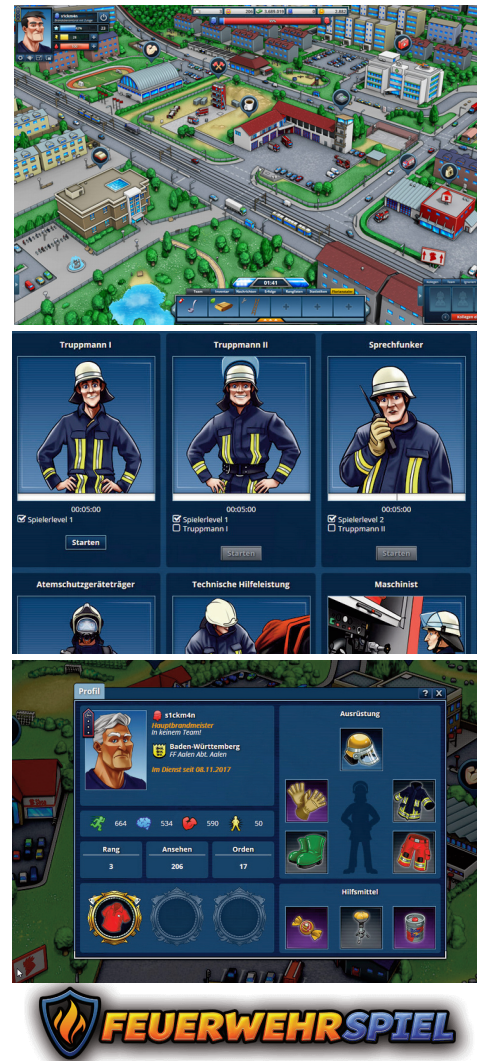 s1ckm4n
01:41
Truppmann I
Truppmann II
Sprechfunker
00:05:00
00:05:00
00:05:00
Spielerlevel 1
Spielerlevel 1
Spielerlevel 2
Truppmann I
Truppmann II
Starten
Starten
Starten
Atemschutzgeräteträger
Technische Hilfeleistung
Maschinist
Profil
? X
s1ckm4n
Hauptbrandmeister
In keinem Team!
Baden-Württemberg
FF Aalen Abt. Aalen
Im Dienst seit 08.11.2017
Ausrüstung
664 534 590 50
Rang
Ansehen
Orden
3
206
17
Hilfsmittel
FEUERWEHRSPIEL